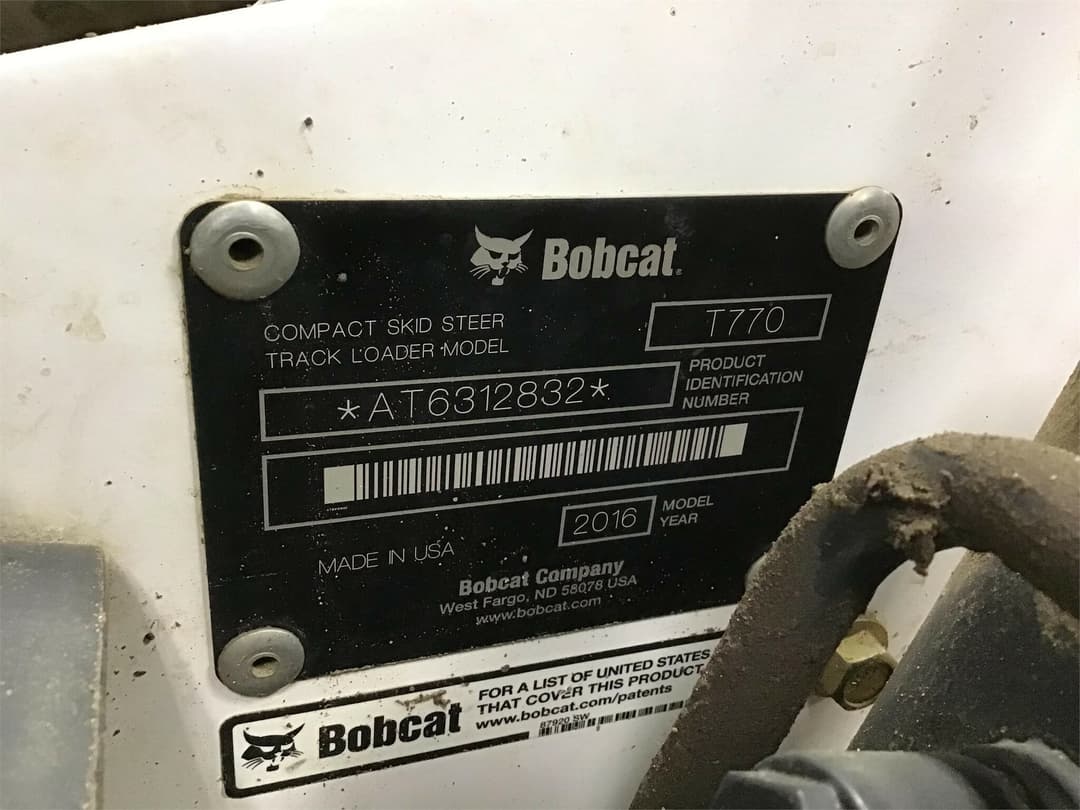 Bobcat
COMPACT SKID STEER
TRACK LOADER MODEL
T770
*AT6312832*
PRODUCT
IDENTIFICATION
NUMBER
2016
MODEL
YEAR
MADE IN USA
Bobcat Company
West Fargo, ND 58078 USA
www.bobcat.com
Bobcat
FOR A LIST OF UNITED STATES
THAT COVER THIS PRODUCT
www.bobcat.com/patents